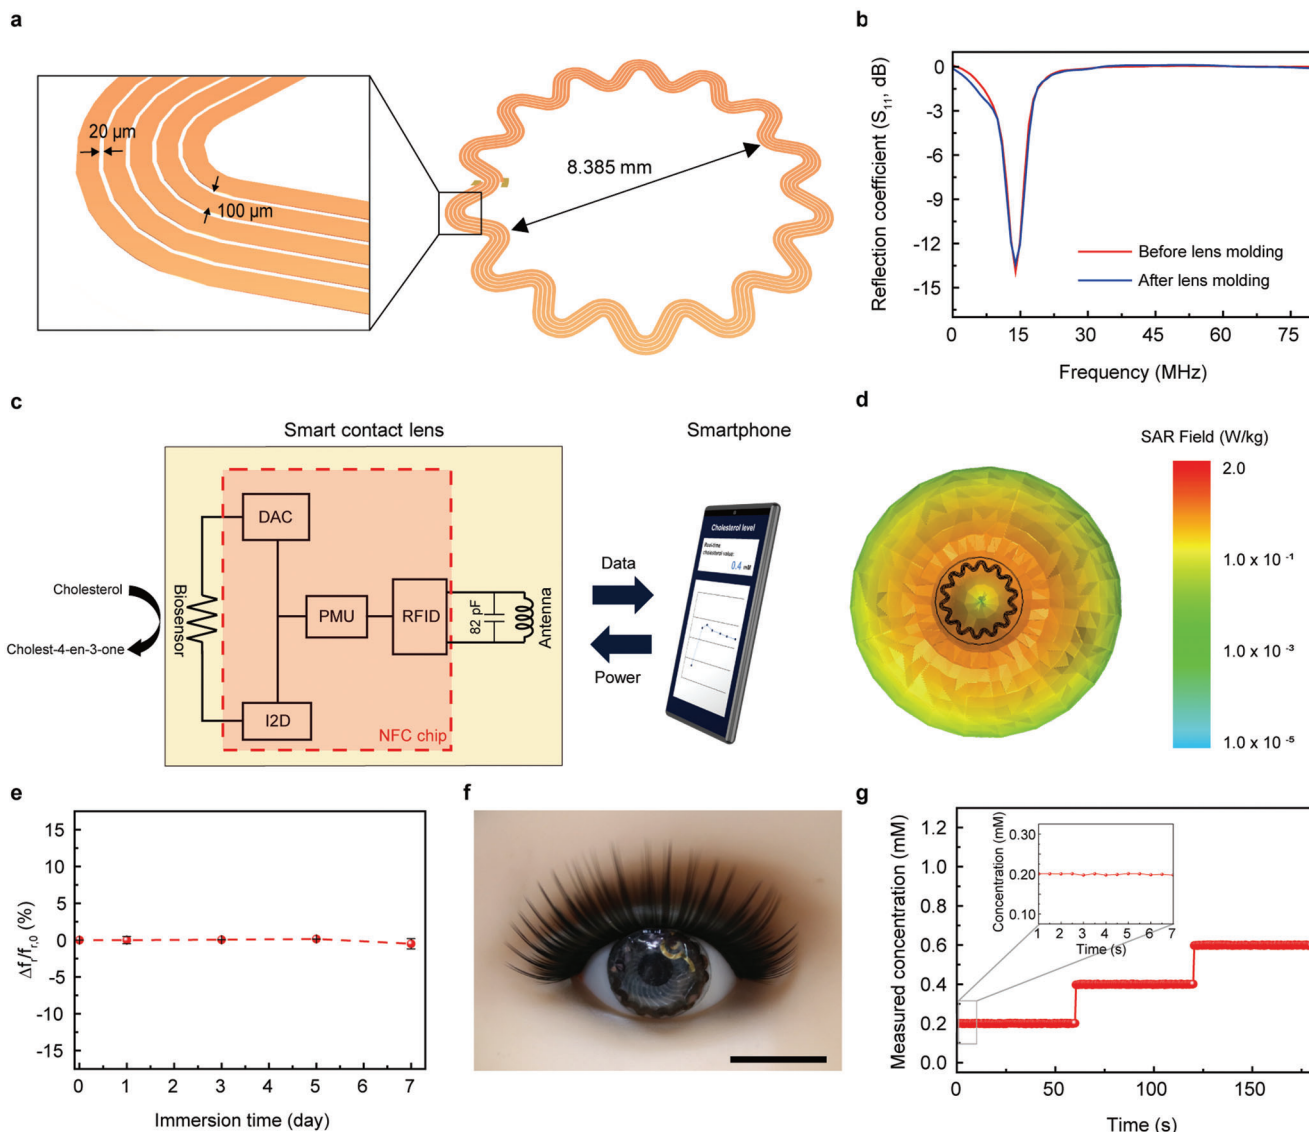 a
20 µm
100 µm
8.385 mm
b
Reflection coefficient (S11, dB)
0
-3
-6
-9
-12
-15
Before lens molding
After lens molding
0 15 30 45 60 75
Frequency (MHz)
c
Smart contact lens
Smartphone
DAC
Cholesterol
Cholest-4-en-3-one
Biosensor
PMU
RFID
82 pF
Antenna
I2D
NFC chip
Data
Power
Cholesterol level
Real-time
cholesterol value:
0.4 mM
d
SAR Field (W/kg)
2.0
1.0 x 10 -1
1.0 x 10 -3
1.0 x 10 -5
e
Δfr/fr,0 (%)
15
10
5
0
-5
-10
-15
0 1 2 3 4 5 6 7
Immersion time (day)
f
g
Measured concentration (mM)
1.2
1.0
0.8
0.6
0.4
0.2
0.0
Concentration (mM)
0.30
0.20
0.10
1 2 3 4 5 6 7
Time (s)
0 50 100 150
Time (s)